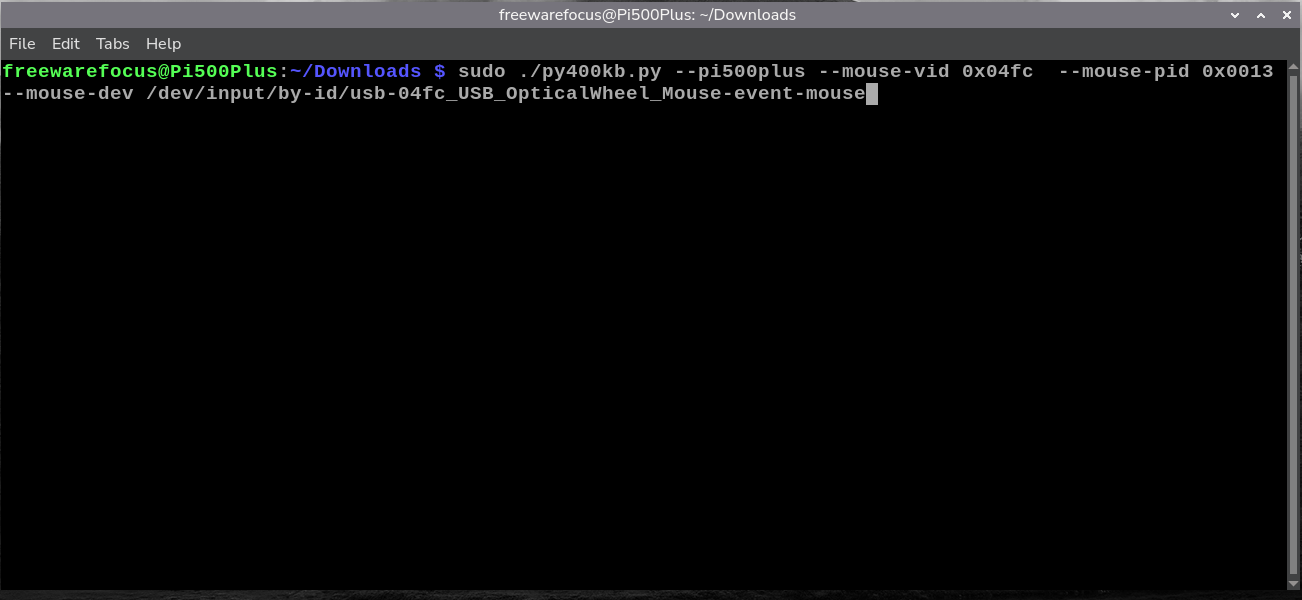 freewarefocus@Pi500Plus: ~/Downloads
File Edit Tabs Help
freewarefocus@Pi500Plus:~/Downloads $ sudo ./py400kb.py --pi500plus --mouse-vid 0x04fc  --mouse-pid 0x0013
--mouse-dev /dev/input/by-id/usb-04fc_USB_OpticalWheel_Mouse-event-mouse